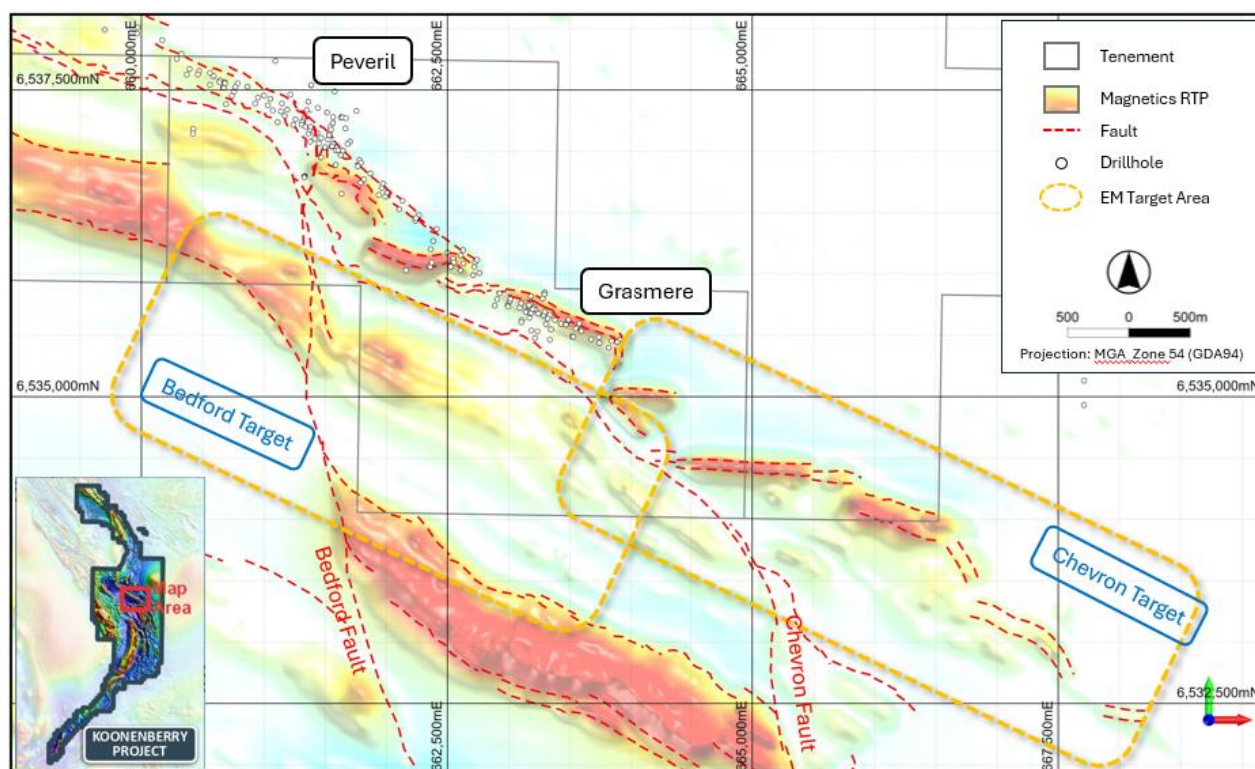 660,000mE
662,500mE
665,000mE
Peveril
6,537,500mN
Grasmere
6,535,000mN
6,535,000mN
Bedford Target
Chevron Target
Bedford Fault
Chevron Fault
6,532,500mN
662,500mE
665,000mE
667,500mE
Tenement
Magnetics RTP
Fault
Drillhole
EM Target Area
500 0 500m
Projection: MGA Zone 54 (GDA94)
Map
Area
KOONENBERRY
PROJECT